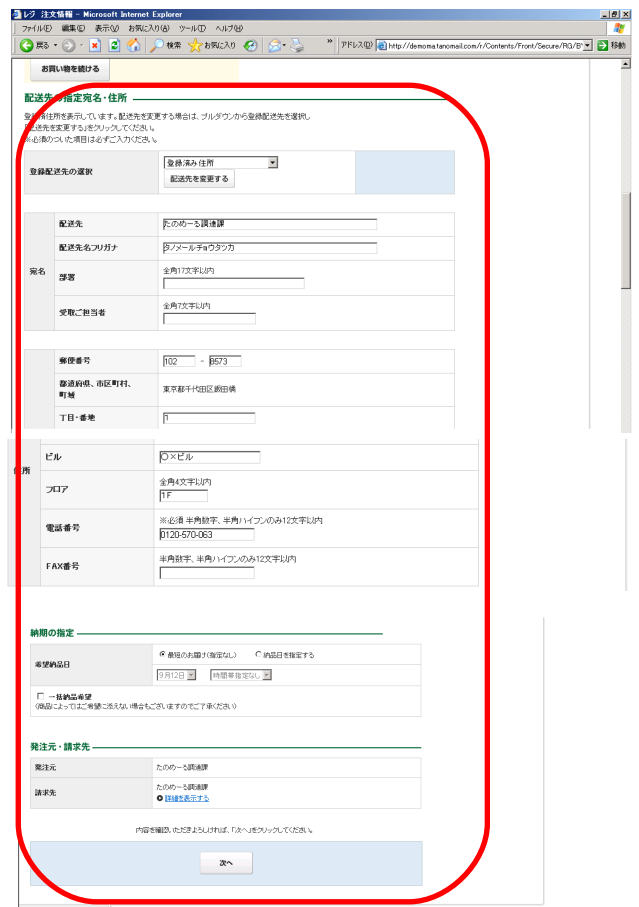 レジ 注文情報 - Microsoft Internet Explorer
ファイル(F) 編集(E) 表示(V) お気に入り(A) ツール(T) ヘルプ(H)
戻る 検索 お気に入り » アドレス(D) http://demoma.tanomail.com/r/Contents/Front/Secure/RG/ 移動
お買い物を続ける
配送先の指定宛名・住所
登録済住所を表示しています。配送先を変更する場合は、プルダウンから登録配送先を選択し
「配送先を変更する」をクリックしてください。
※必須のついた項目は必ずご入力ください。
登録配送先の選択
登録済み住所
配送先を変更する
宛名
配送先 たのめーる調達課
配送先名フリガナ タノメールチョウタツカ
部署 全角17文字以内
受取ご担当者 全角7文字以内
郵便番号 102 - 8573
都道府県、市区町村、
町域
東京都千代田区飯田橋
丁目・番地 1
住所
ビル ○×ビル
フロア 全角4文字以内
1F
電話番号 ※必須 半角数字、半角ハイフンのみ12文字以内
0120-570-063
FAX番号 半角数字、半角ハイフンのみ12文字以内
納期の指定
希望納品日 最短のお届け(指定なし) 納品日を指定する
9月12日 時間帯指定なし
一括納品希望
(商品によってはご希望に添えない場合もございますのでご了承ください)
発注元・請求先
発注元 たのめーる調達課
請求先 たのめーる調達課
詳細を表示する
内容を確認いただきよろしければ、「次へ」をクリックしてください。
次へ